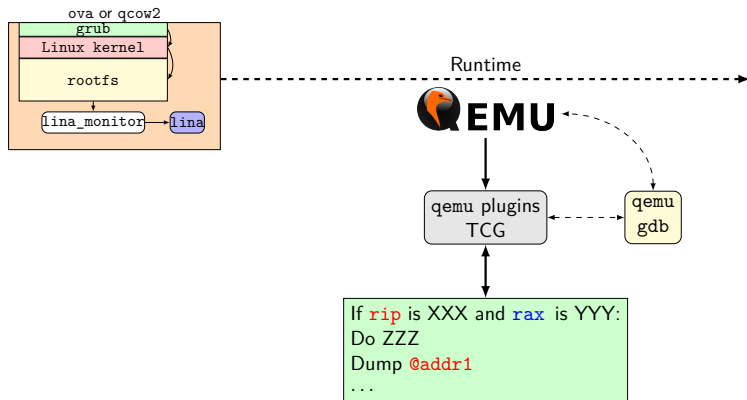 ova or qcow2
grub
Linux kernel
rootfs
lina_monitor
lina
Runtime
QEMU
qemu plugins
TCG
qemu
gdb
If rip is XXX and rax is YYY:
Do ZZZ
Dump @addr1
...